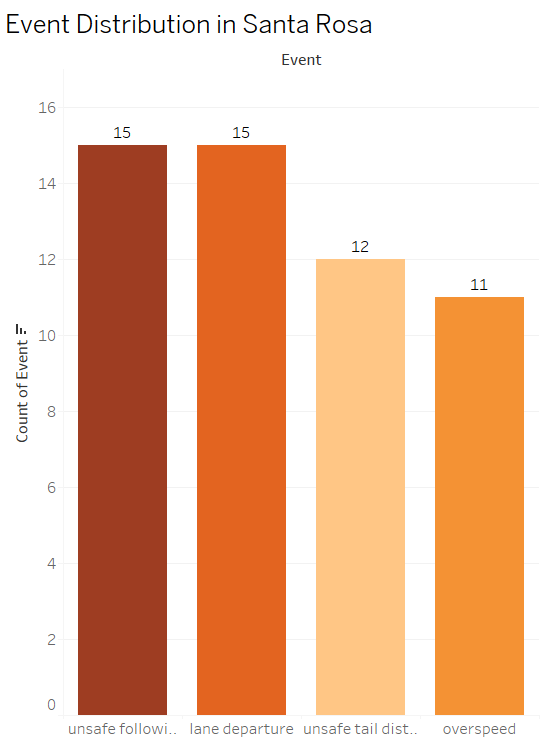 Event Distribution in Santa Rosa
Event
Count of Event
16
14
12
10
8
6
4
2
0
15
15
12
11
unsafe followi..
lane departure
unsafe tail dist..
overspeed